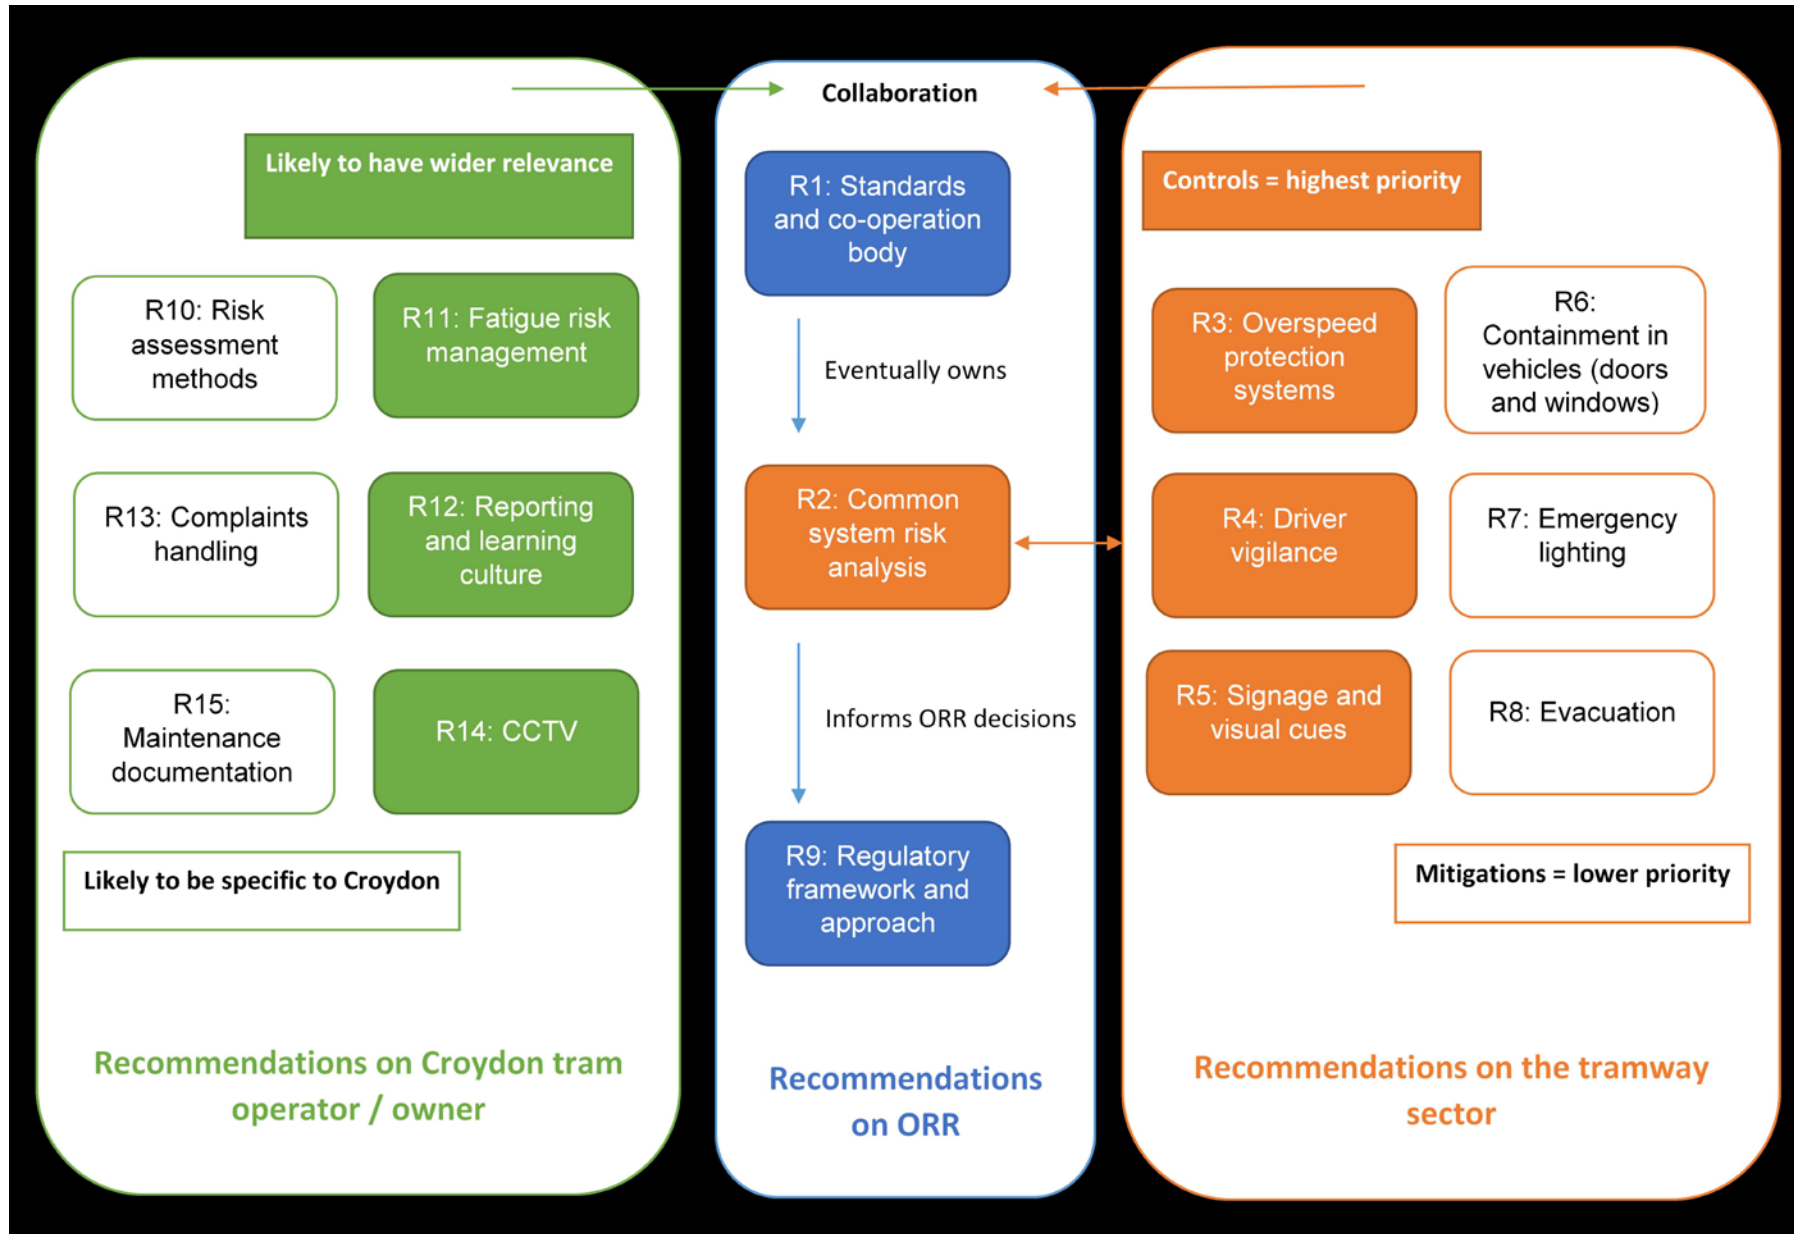 Likely to have wider relevance
R10: Risk
assessment
methods
R11: Fatigue risk
management
R13: Complaints
handling
R12: Reporting
and learning
culture
R15:
Maintenance
documentation
R14: CCTV
Likely to be specific to Croydon
Recommendations on Croydon tram
operator / owner
Collaboration
R1: Standards
and co-operation
body
Eventually owns
R2: Common
system risk
analysis
Informs ORR decisions
R9: Regulatory
framework and
approach
Recommendations
on ORR
Controls = highest priority
R3: Overspeed
protection
systems
R6:
Containment in
vehicles (doors
and windows)
R4: Driver
vigilance
R7: Emergency
lighting
R5: Signage and
visual cues
R8: Evacuation
Mitigations = lower priority
Recommendations on the tramway
sector